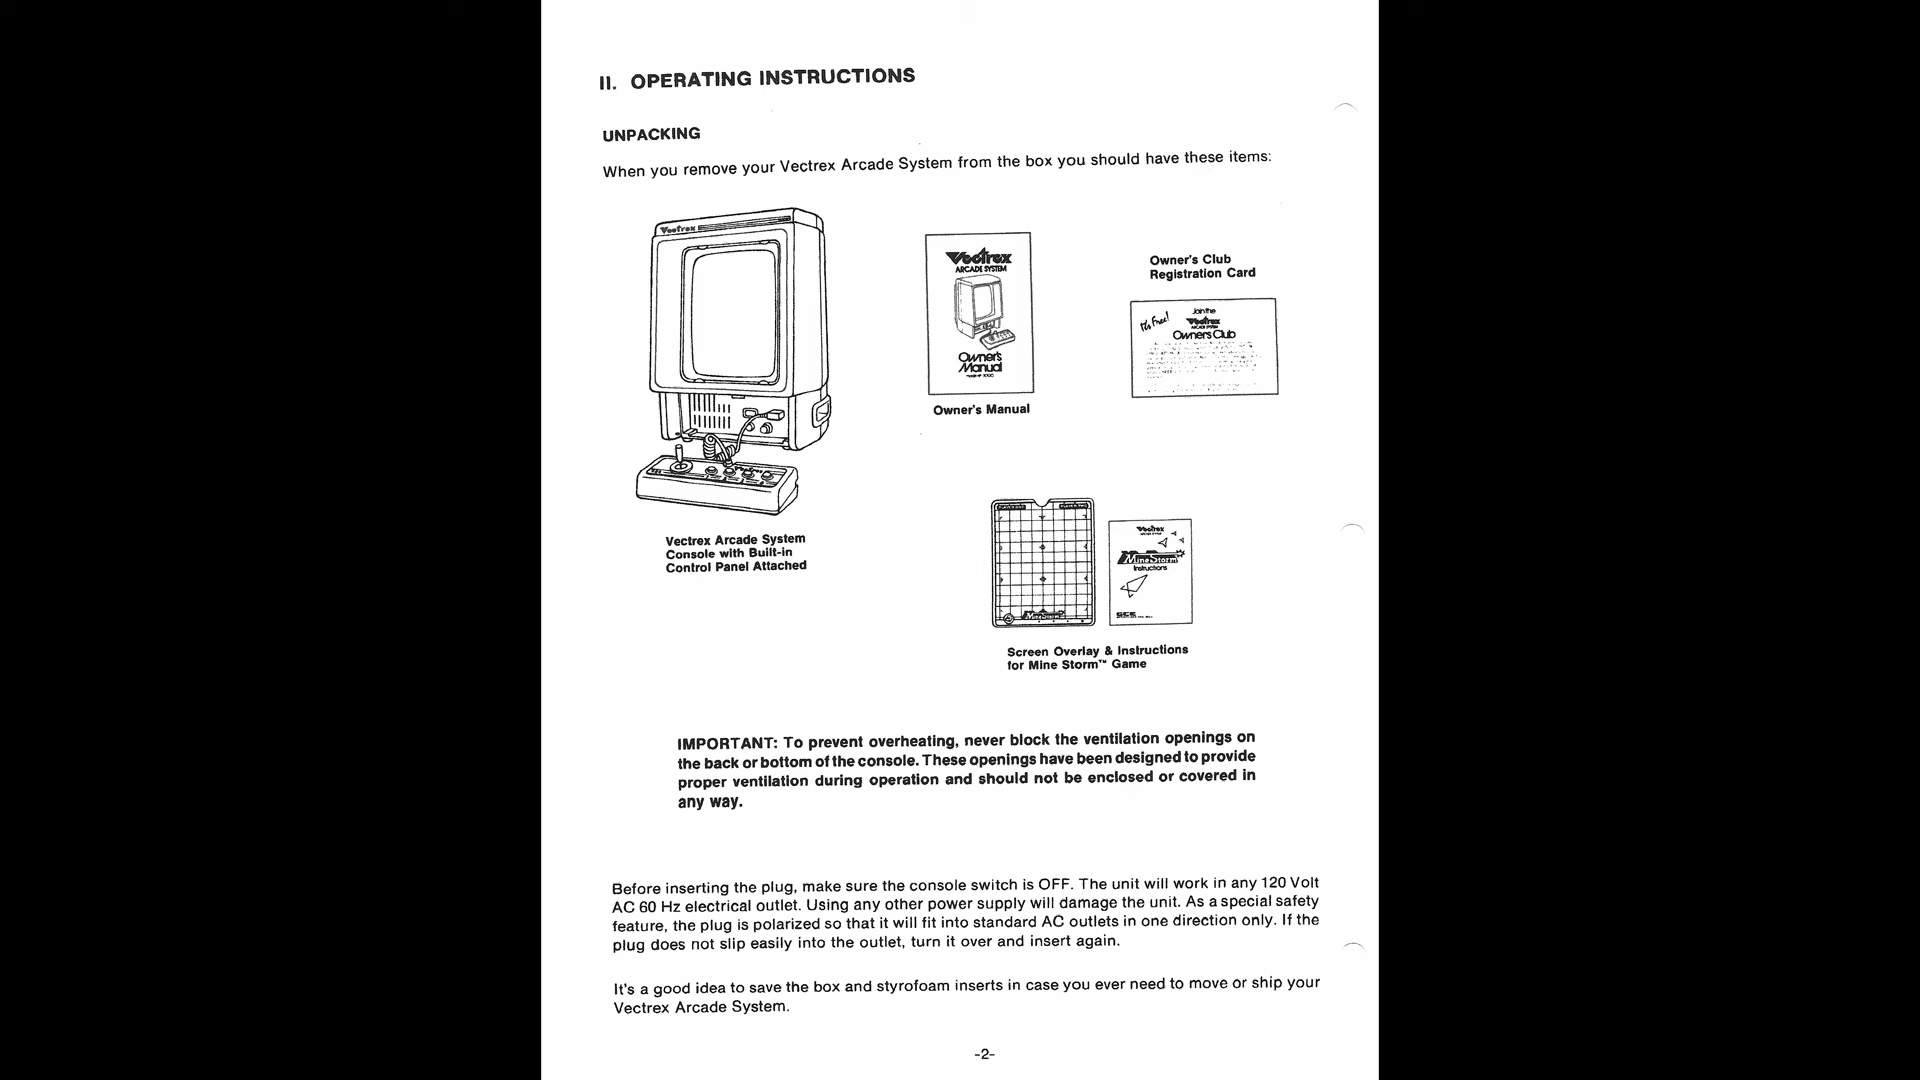 II. OPERATING INSTRUCTIONS
UNPACKING
When you remove your Vectrex Arcade System from the box you should have these items:
Vectrex
Vectrex
ARCADE SYSTEM
Owner's
Manual
Owner's Manual
Owner's Club
Registration Card
It's Free!
Join the
Vectrex
ARCADE SYSTEM
Owners Club
Vectrex
Vectrex Arcade System
Console with Built-in
Control Panel Attached
MineStorm
Vectrex
MineStorm
Instructions
GCE
Screen Overlay & Instructions
for Mine Storm™ Game
IMPORTANT: To prevent overheating, never block the ventilation openings on
the back or bottom of the console. These openings have been designed to provide
proper ventilation during operation and should not be enclosed or covered in
any way.
Before inserting the plug, make sure the console switch is OFF. The unit will work in any 120 Volt
AC 60 Hz electrical outlet. Using any other power supply will damage the unit. As a special safety
feature, the plug is polarized so that it will fit into standard AC outlets in one direction only. If the
plug does not slip easily into the outlet, turn it over and insert again.
It's a good idea to save the box and styrofoam inserts in case you ever need to move or ship your
Vectrex Arcade System.
-2-